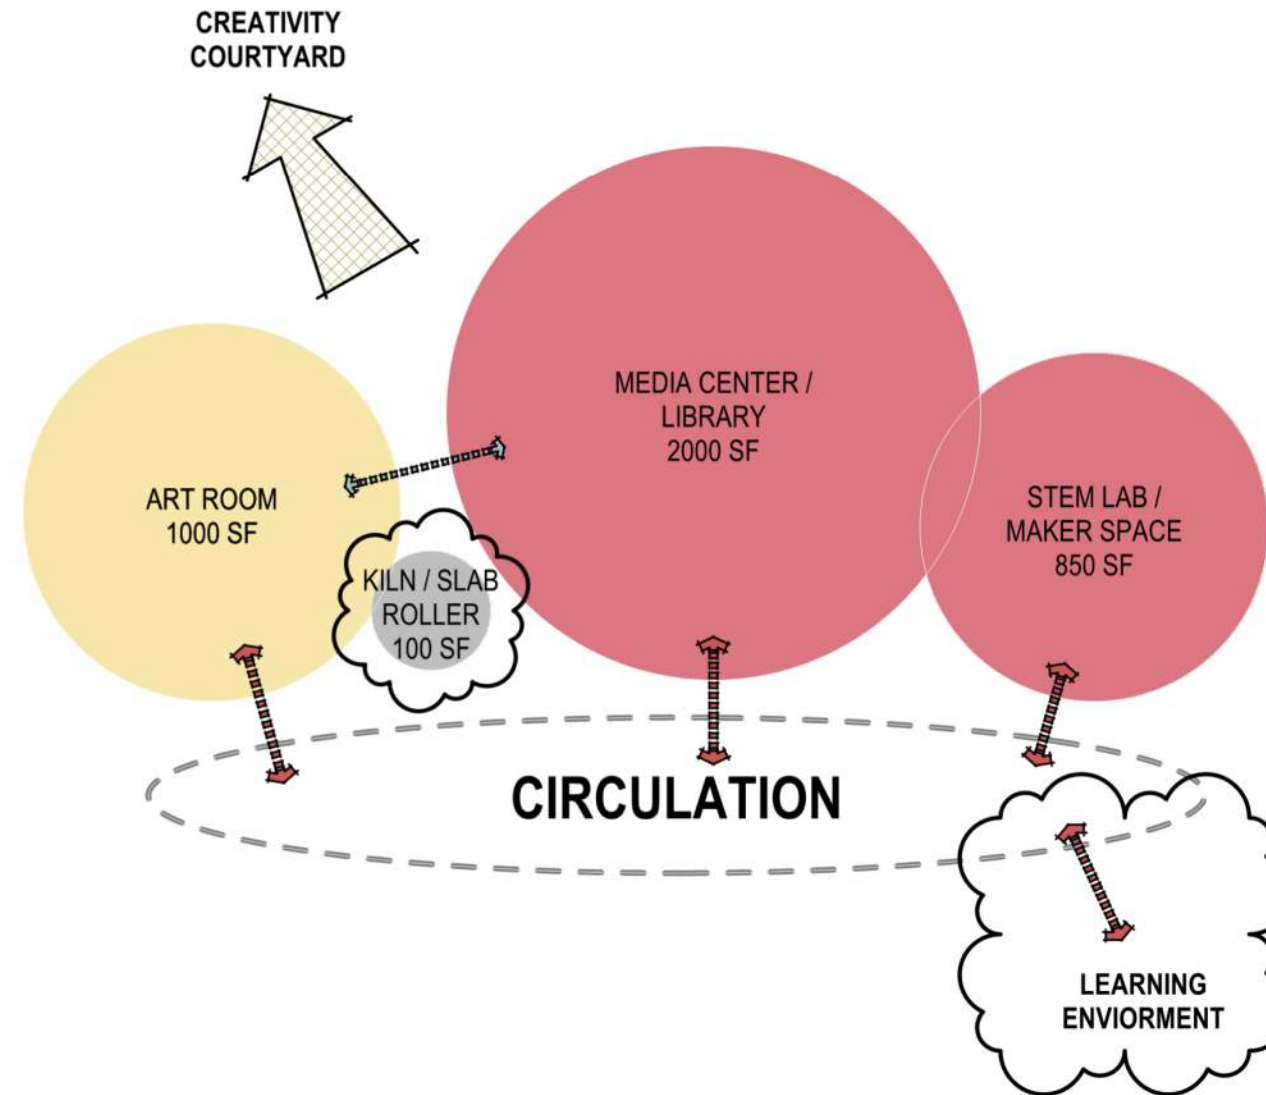 CREATIVITY
COURTYARD
MEDIA CENTER /
LIBRARY
2000 SF
ART ROOM
1000 SF
STEM LAB /
MAKER SPACE
850 SF
KILN / SLAB
ROLLER
100 SF
CIRCULATION
LEARNING
ENVIORMENT